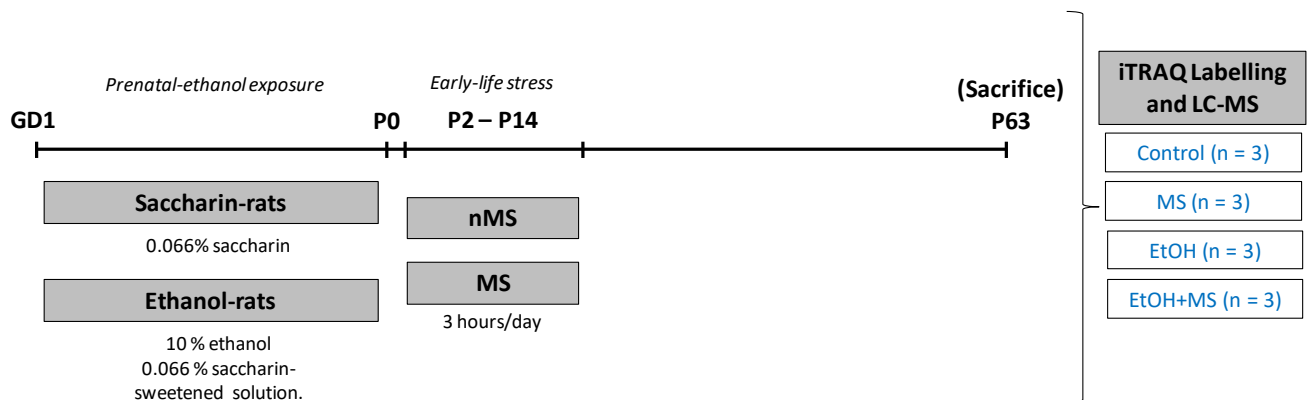 Prenatal-ethanol exposure
Early-life stress
GD1
P0
P2 – P14
(Sacrifice)
P63
Saccharin-rats
0.066% saccharin
Ethanol-rats
10 % ethanol
0.066 % saccharin-
sweetened solution.
nMS
MS
3 hours/day
iTRAQ Labelling
and LC-MS
Control (n = 3)
MS (n = 3)
EtOH (n = 3)
EtOH+MS (n = 3)